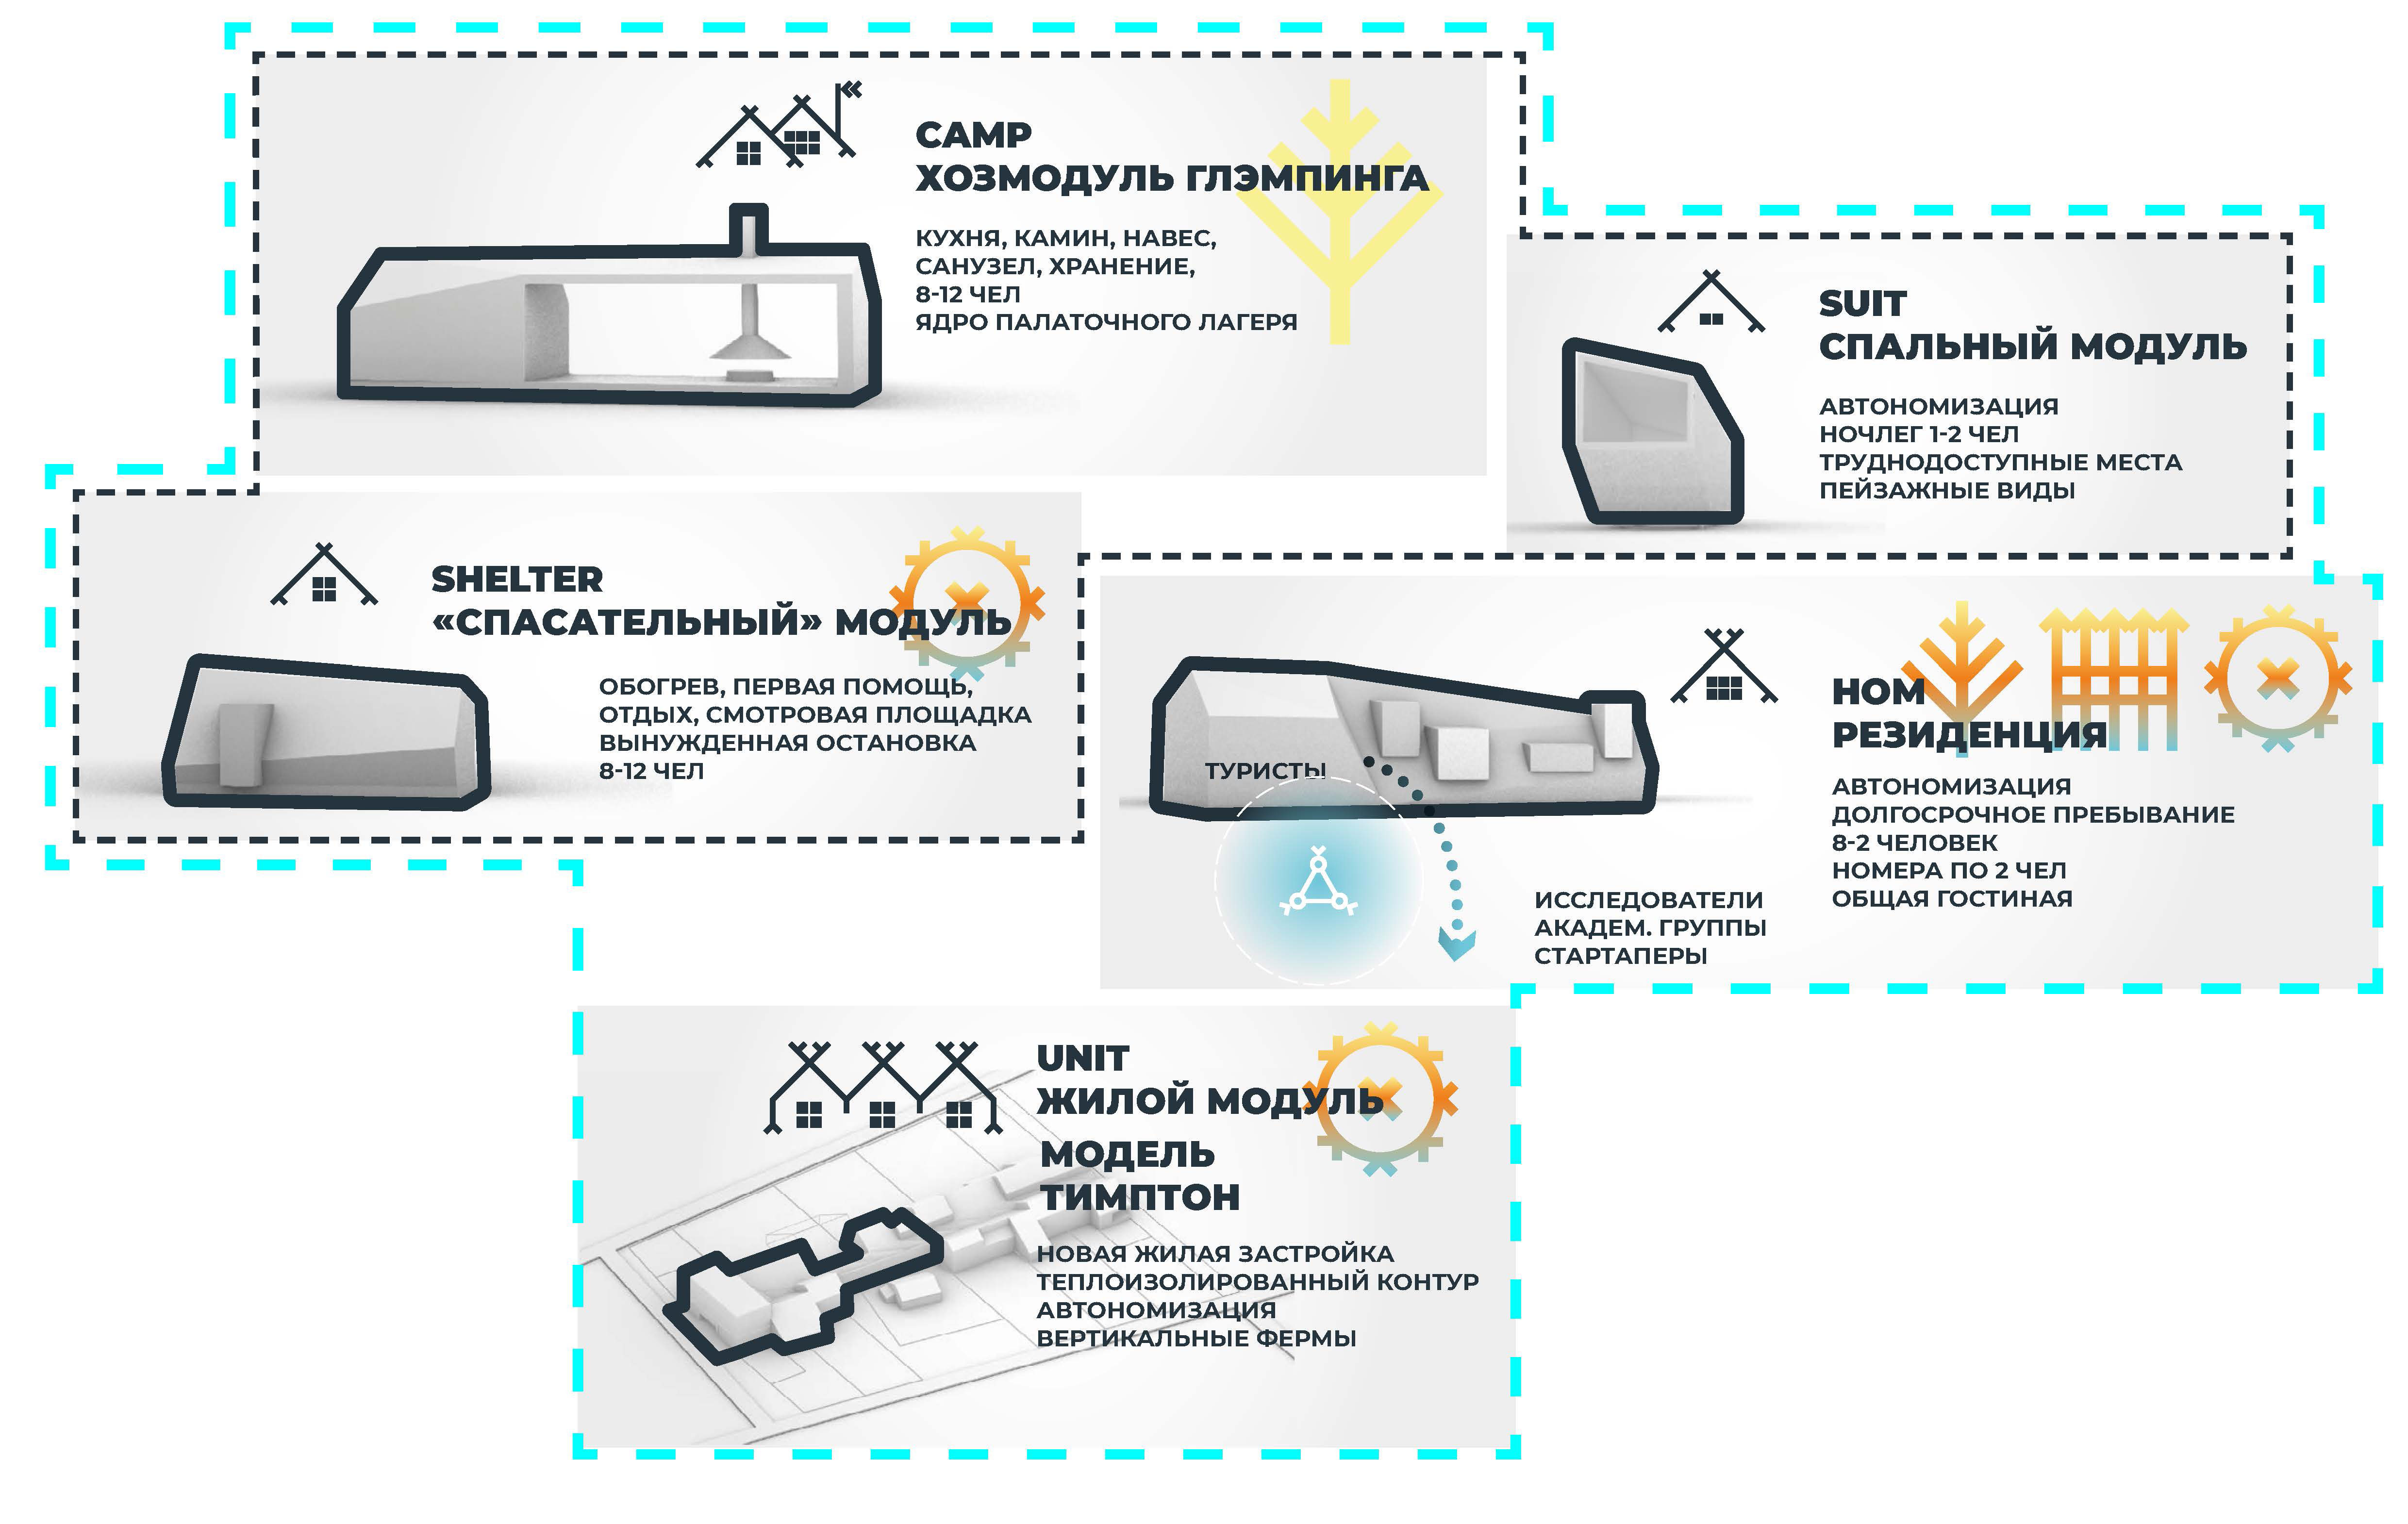 CAMP
ХОЗМОДУЛЬ ГЛЭМПИНГА
КУХНЯ, КАМИН, НАВЕС,
САНУЗЕЛ, ХРАНЕНИЕ,
8-12 ЧЕЛ
ЯДРО ПАЛАТОЧНОГО ЛАГЕРЯ
SUIT
СПАЛЬНЫЙ МОДУЛЬ
АВТОНОМИЗАЦИЯ
НОЧЛЕГ 1-2 ЧЕЛ
ТРУДНОДОСТУПНЫЕ МЕСТА
ПЕЙЗАЖНЫЕ ВИДЫ
SHELTER
«СПАСАТЕЛЬНЫЙ» МОДУЛЬ
ОБОГРЕВ, ПЕРВАЯ ПОМОЩЬ,
ОТДЫХ, СМОТРОВАЯ ПЛОЩАДКА
ВЫНУЖДЕННАЯ ОСТАНОВКА
8-12 ЧЕЛ
HOM
РЕЗИДЕНЦИЯ
АВТОНОМИЗАЦИЯ
ДОЛГОСРОЧНОЕ ПРЕБЫВАНИЕ
8-2 ЧЕЛОВЕК
НОМЕРА ПО 2 ЧЕЛ
ОБЩАЯ ГОСТИНАЯ
ТУРИСТЫ
ИССЛЕДОВАТЕЛИ
АКАДЕМ. ГРУППЫ
СТАРТАПЕРЫ
UNIT
ЖИЛОЙ МОДУЛЬ
МОДЕЛЬ
ТИМПТОН
НОВАЯ ЖИЛАЯ ЗАСТРОЙКА
ТЕПЛОИЗОЛИРОВАННЫЙ КОНТУР
АВТОНОМИЗАЦИЯ
ВЕРТИКАЛЬНЫЕ ФЕРМЫ